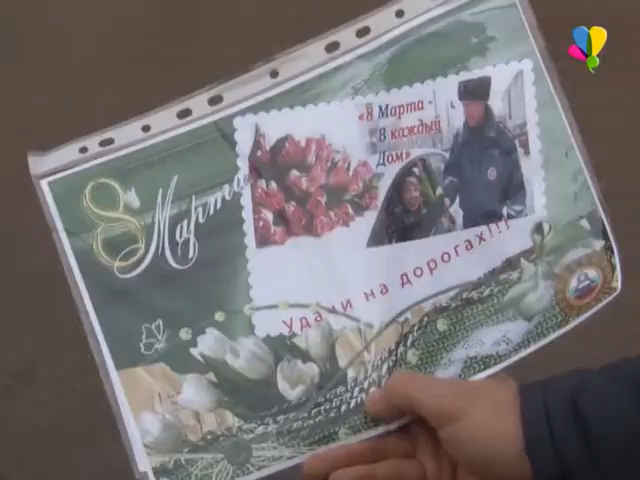 «8 Марта -
В каждый
Дом»
8 Марта
Удачи на дорогах!!!